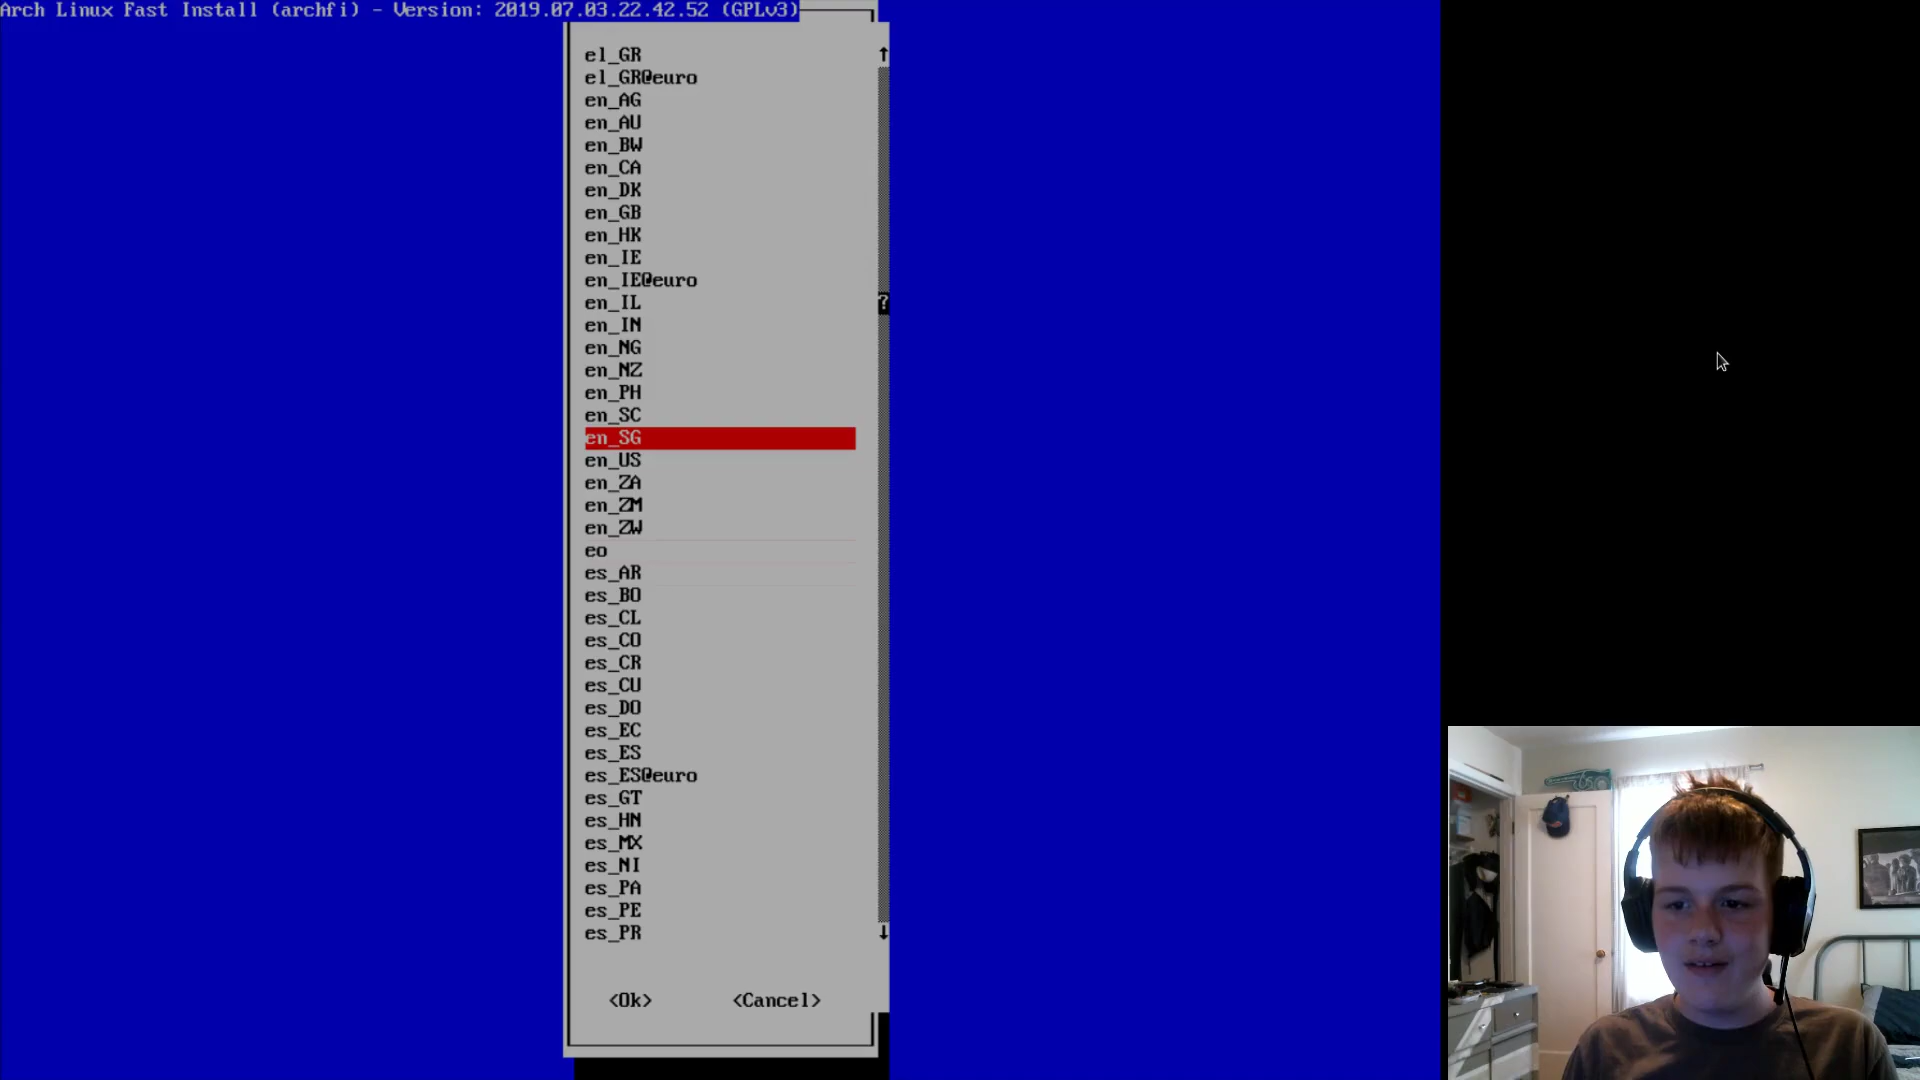 Arch Linux Fast Install (archfi) - Version: 2019.07.03.22.42.52 (GPLv3)
el_GR
↑
el_GR@euro
en_AG
en_AU
en_BW
en_CA
en_DK
en_GB
en_HK
en_IE
en_IE@euro
en_IL
?
en_IN
en_NG
en_NZ
en_PH
en_SC
en_SG
en_US
en_ZA
en_ZM
en_ZW
eo
es_AR
es_BO
es_CL
es_CO
es_CR
es_CU
es_DO
es_EC
es_ES
es_ES@euro
es_GT
es_HN
es_MX
es_NI
es_PA
es_PE
es_PR
↓
<Ok> <Cancel>